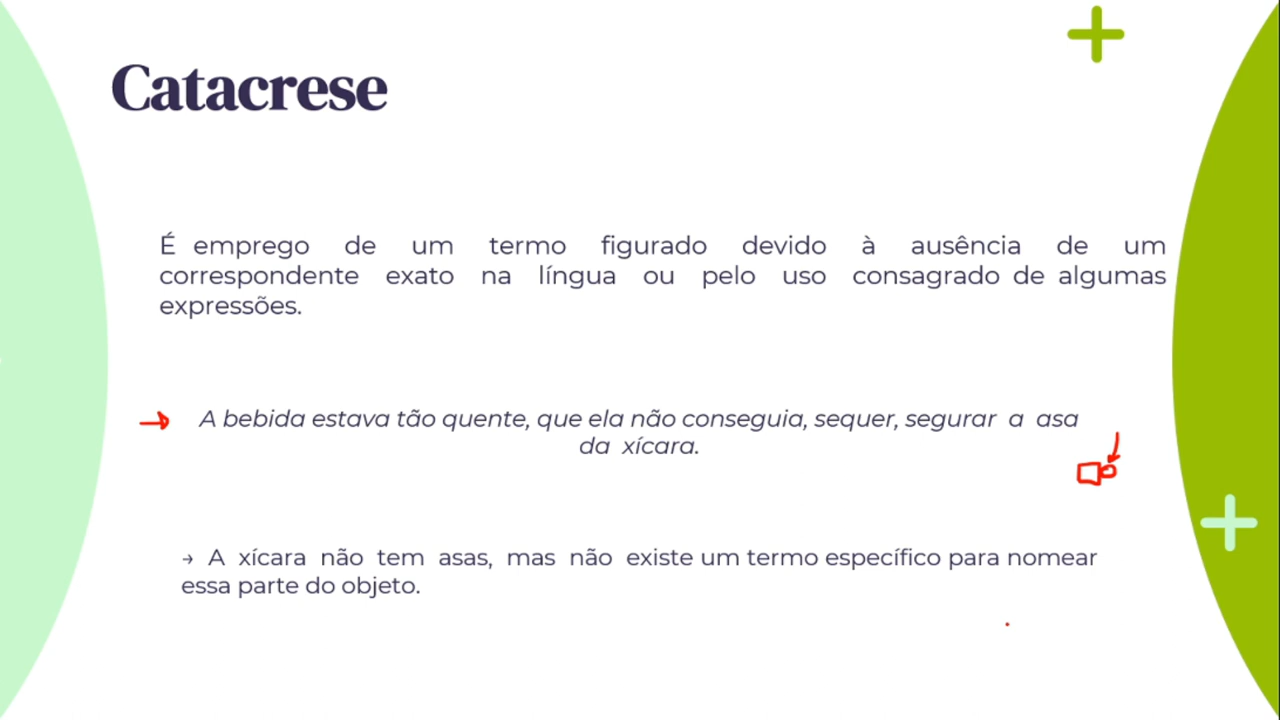 Catacrese
É emprego de um termo figurado devido à ausência de um
correspondente exato na língua ou pelo uso consagrado de algumas
expressões.
A bebida estava tão quente, que ela não conseguia, sequer, segurar a asa
da xícara.
→ A xícara não tem asas, mas não existe um termo específico para nomear
essa parte do objeto.